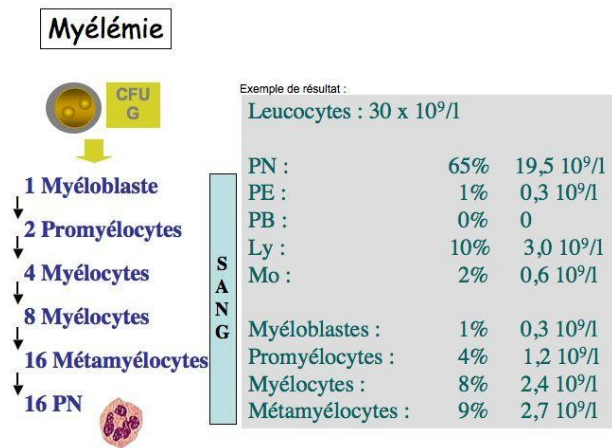 Myélémie
CFU
G
1 Myéloblaste
2 Promyélocytes
4 Myélocytes
8 Myélocytes
16 Métamyélocytes
16 PN
S
A
N
G
Exemple de résultat :
Leucocytes : 30 x 10⁹/l
PN : 65% 19,5 10⁹/l
PE : 1% 0,3 10⁹/l
PB : 0% 0
Ly : 10% 3,0 10⁹/l
Mo : 2% 0,6 10⁹/l
Myéloblastes : 1% 0,3 10⁹/l
Promyélocytes : 4% 1,2 10⁹/l
Myélocytes : 8% 2,4 10⁹/l
Métamyélocytes : 9% 2,7 10⁹/l